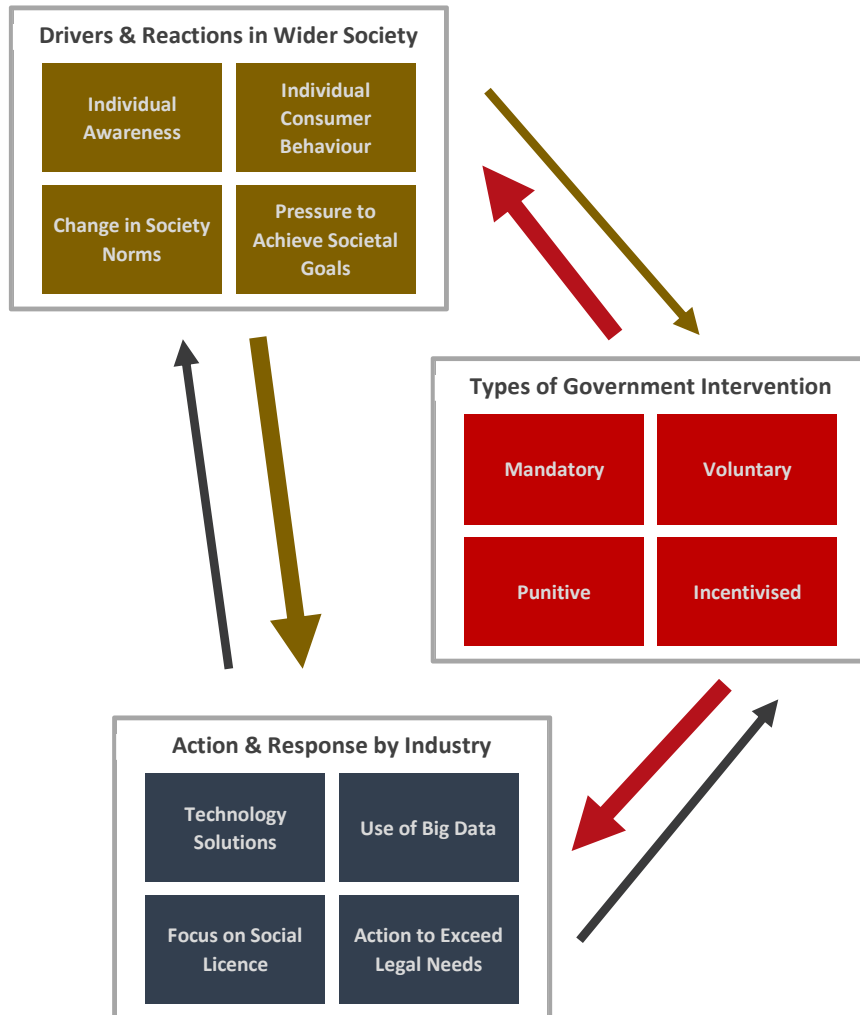 Drivers & Reactions in Wider Society
Individual
Awareness
Individual
Consumer
Behaviour
Change in Society
Norms
Pressure to
Achieve Societal
Goals
Types of Government Intervention
Mandatory
Voluntary
Punitive
Incentivised
Action & Response by Industry
Technology
Solutions
Use of Big Data
Focus on Social
Licence
Action to Exceed
Legal Needs